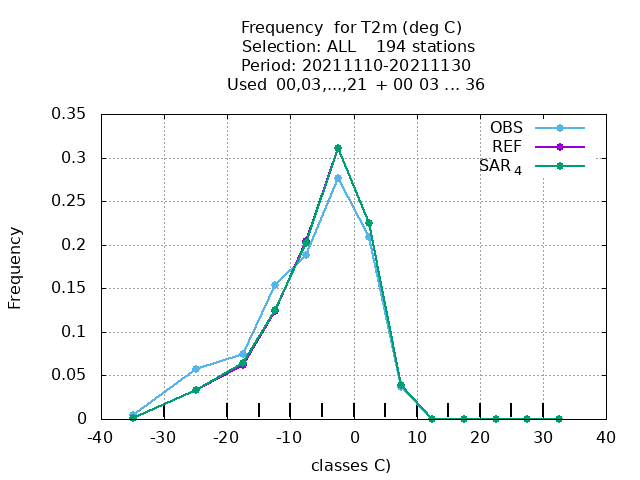 Frequency  for T2m (deg C)
Selection: ALL    194 stations
Period: 20211110-20211130
Used  00,03,...,21  + 00 03 ... 36
0.35
0.3
0.25
0.2
0.15
0.1
0.05
0
Frequency
OBS
REF
SAR 4
-40 -30 -20 -10 0 10 20 30 40
classes C)